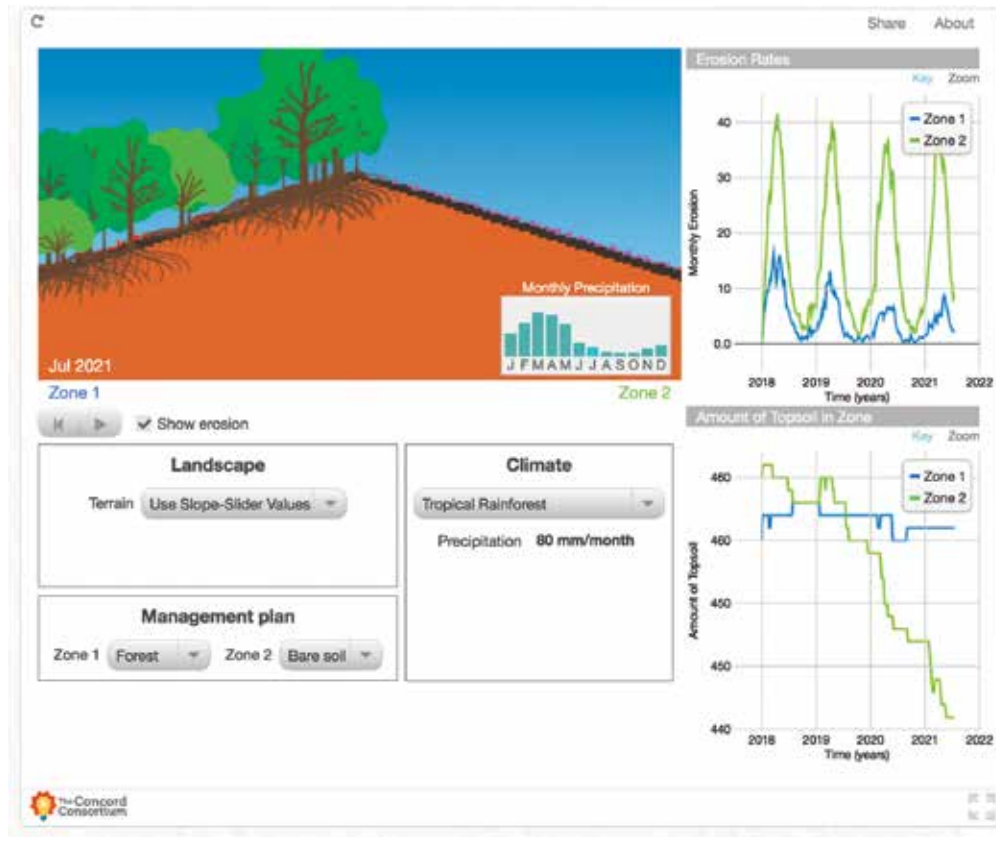 Share About
Erosion Rates
Key Zoom
Zone 1
Zone 2
40
30
20
10
0.0
Monthly Erosion
2018 2019 2020 2021 2022
Time (years)
Monthly Precipitation
J F M A M J J A S O N D
Jul 2021
Zone 1
Zone 2
Show erosion
Landscape
Terrain Use Slope-Slider Values
Climate
Tropical Rainforest
Precipitation 80 mm/month
Management plan
Zone 1 Forest Zone 2 Bare soil
Amount of Topsoil in Zone
Key Zoom
Zone 1
Zone 2
460
460
450
450
440
Amount of Topsoil
2018 2019 2020 2021 2022
Time (years)
The Concord
Consortium